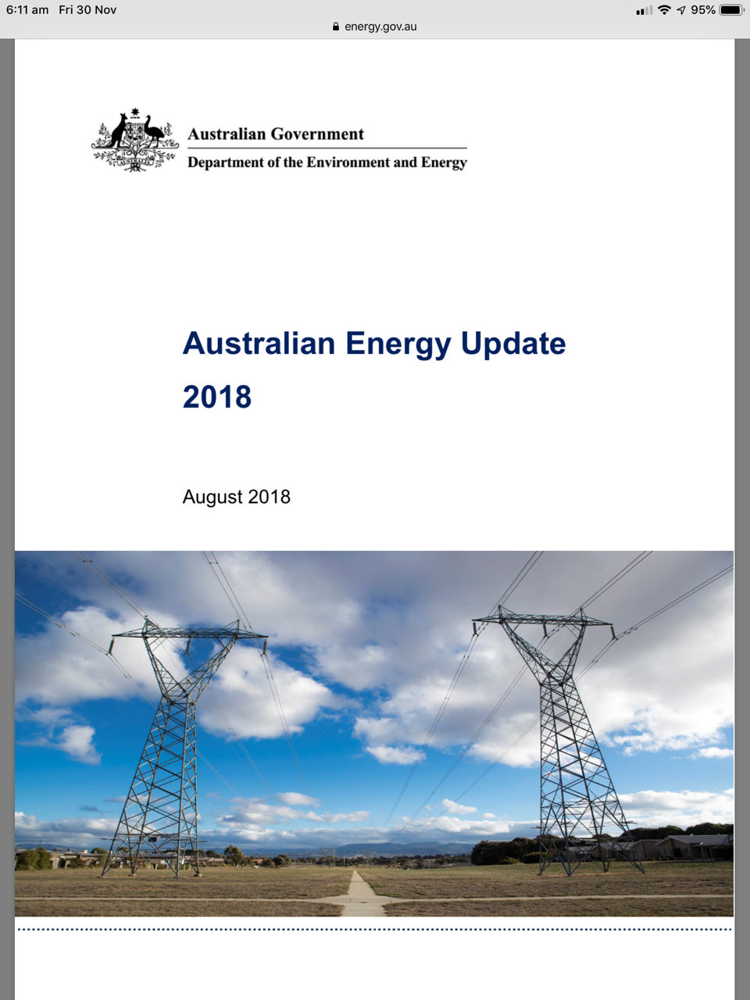 6:11 am Fri 30 Nov
95%
energy.gov.au
AUSTRALIA
Australian Government
Department of the Environment and Energy
Australian Energy Update
2018
August 2018